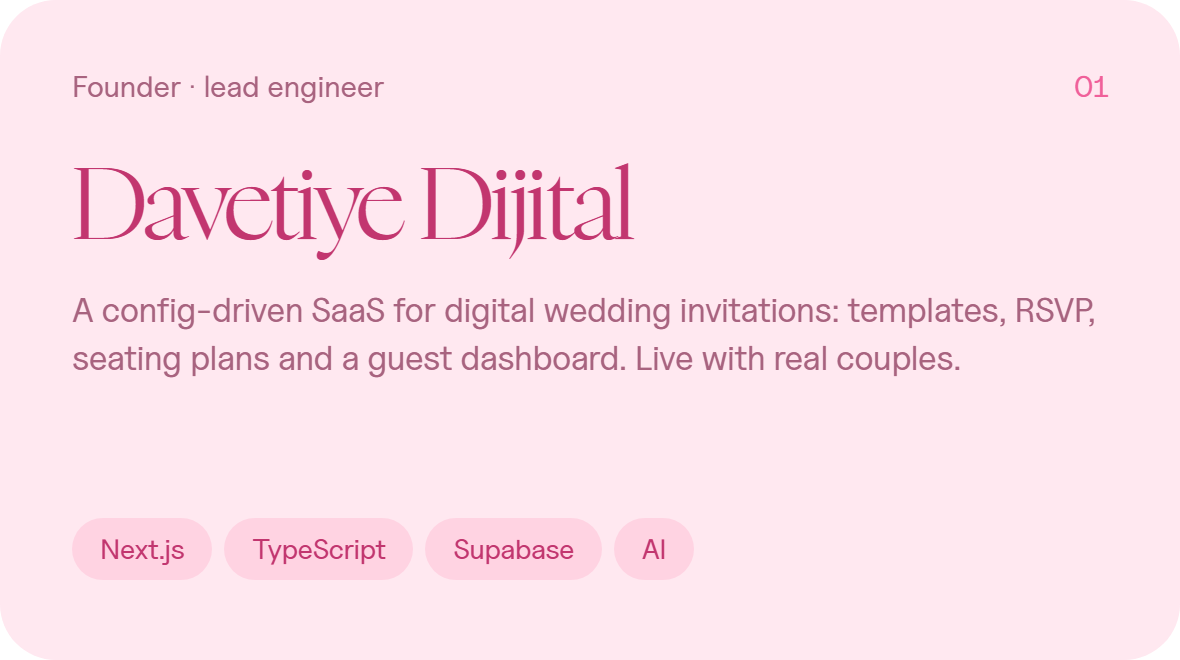 Founder · lead engineer
01
Davetiye Dijital
A config-driven SaaS for digital wedding invitations: templates, RSVP,
seating plans and a guest dashboard. Live with real couples.
Next.js
TypeScript
Supabase
AI